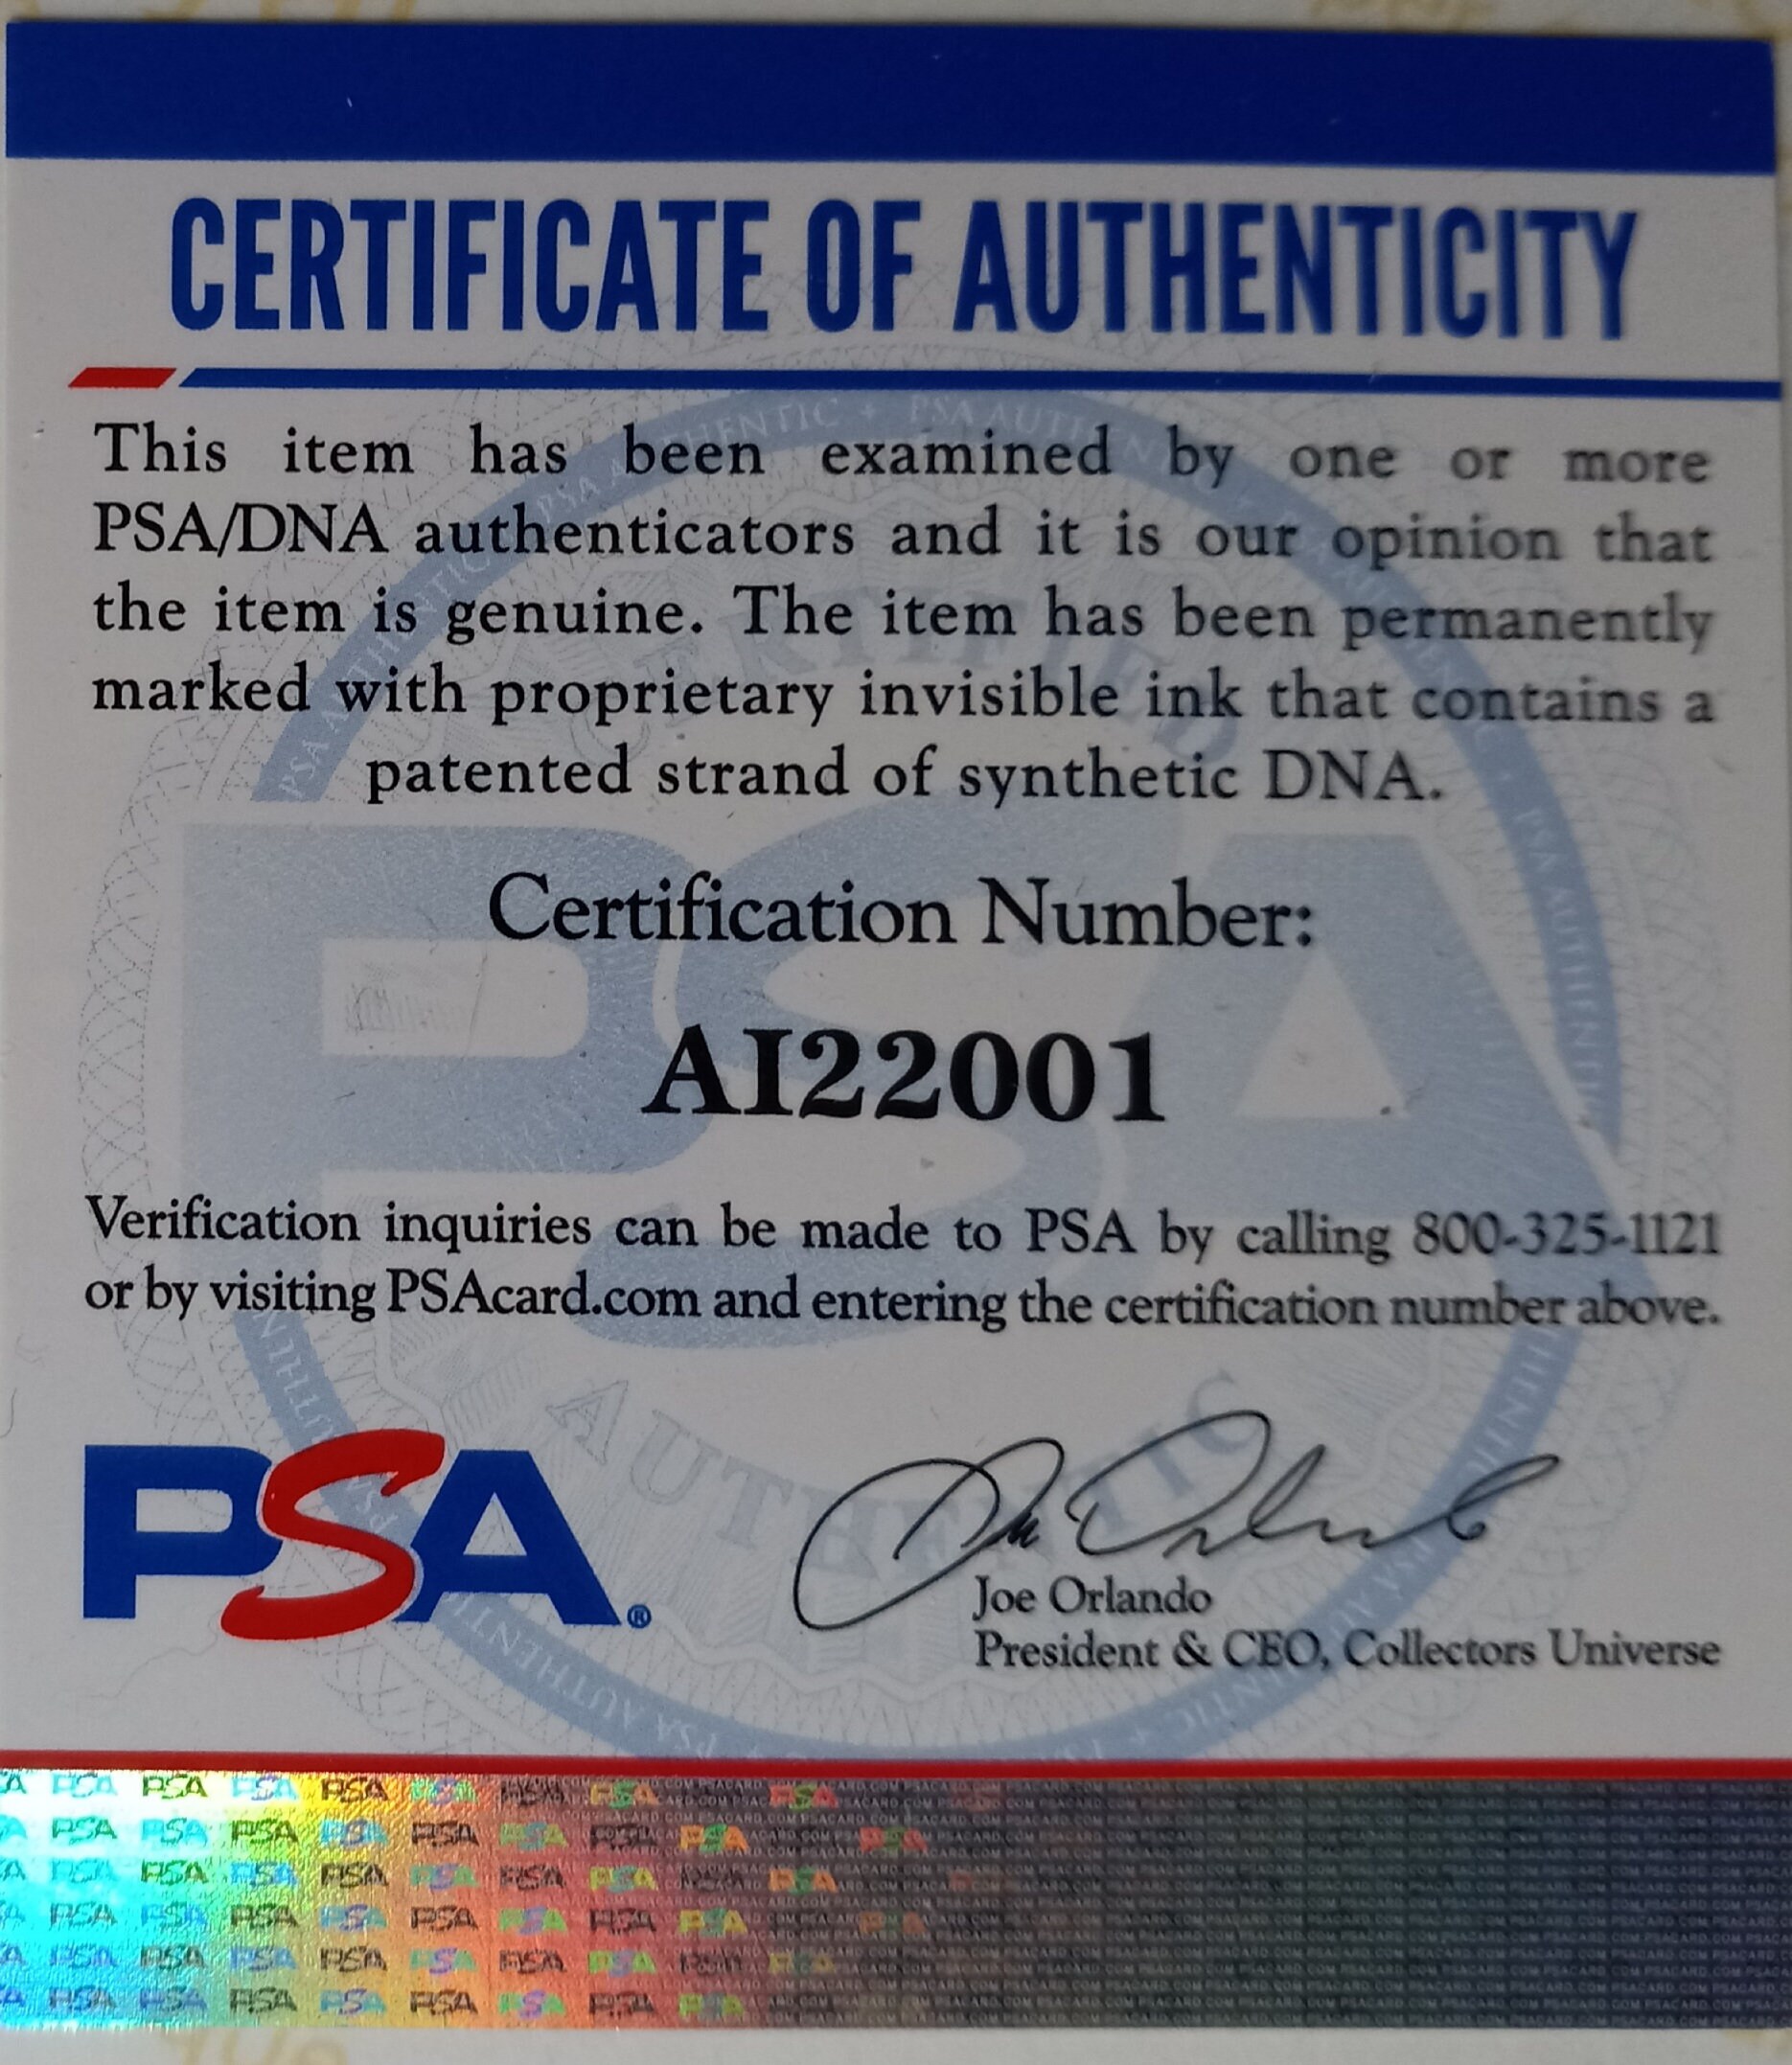 CERTIFICATE OF AUTHENTICITY
This item has been examined by one or more
PSA/DNA authenticators and it is our opinion that
the item is genuine. The item has been permanently
marked with proprietary invisible ink that contains a
patented strand of synthetic DNA.
Certification Number:
AI22001
Verification inquiries can be made to PSA by calling 800-325-1121
or by visiting PSAcard.com and entering the certification number above.
PSA®
Joe Orlando
President & CEO, Collectors Universe